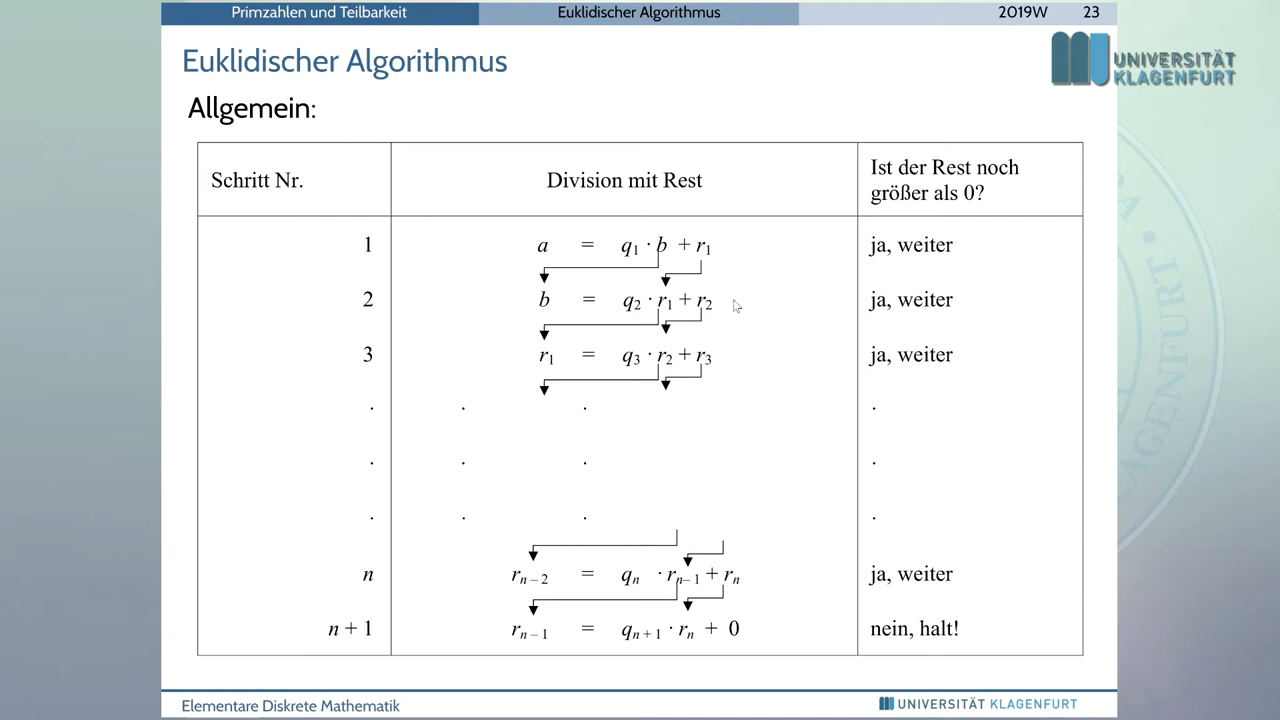 Primzahlen und Teilbarkeit Euklidischer Algorithmus 2019W 23
Euklidischer Algorithmus
UNIVERSITÄT
KLAGENFURT
Allgemein:
Schritt Nr. Division mit Rest Ist der Rest noch
größer als 0?
1 a = q₁ · b + r₁ ja, weiter
2 b = q₂ · r₁ + r₂ ja, weiter
3 r₁ = q₃ · r₂ + r₃ ja, weiter
. . . .
. . . .
. . . .
n rₙ₋₂ = qₙ · rₙ₋₁ + rₙ ja, weiter
n + 1 rₙ₋₁ = qₙ₊₁ · rₙ + 0 nein, halt!
Elementare Diskrete Mathematik UNIVERSITÄT KLAGENFURT
KLAGENFURT · A